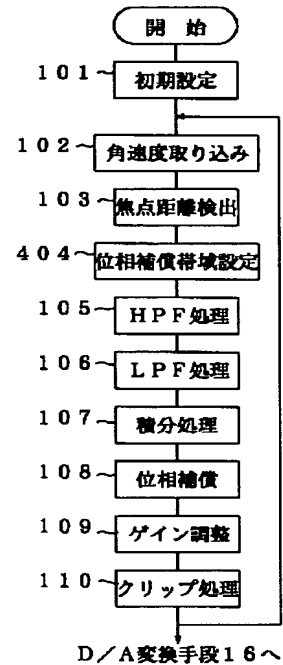 開 始
101 初期設定
102 角速度取り込み
103 焦点距離検出
404 位相補償帯域設定
105 HPF処理
106 LPF処理
107 積分処理
108 位相補償
109 ゲイン調整
110 クリップ処理
D/A変換手段16へ